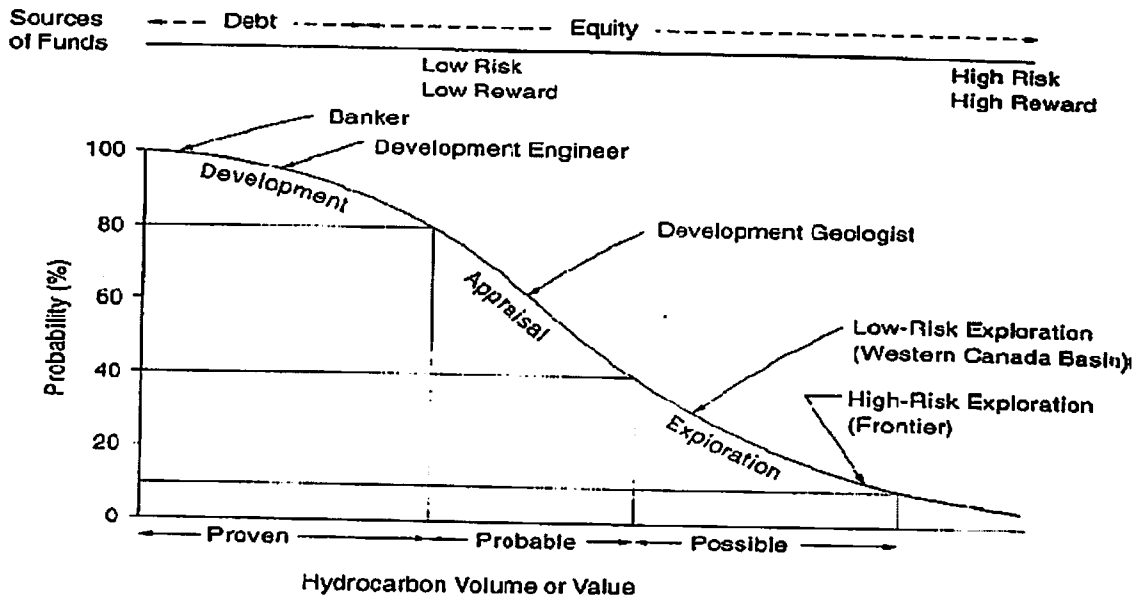 Sources
of Funds
Debt
Equity
Low Risk
Low Reward
High Risk
High Reward
Banker
Development Engineer
Development
Development Geologist
Appraisal
Low-Risk Exploration
(Western Canada Basin)
High-Risk Exploration
(Frontier)
Exploration
Probability (%)
100
80
60
40
20
0
Proven
Probable
Possible
Hydrocarbon Volume or Value